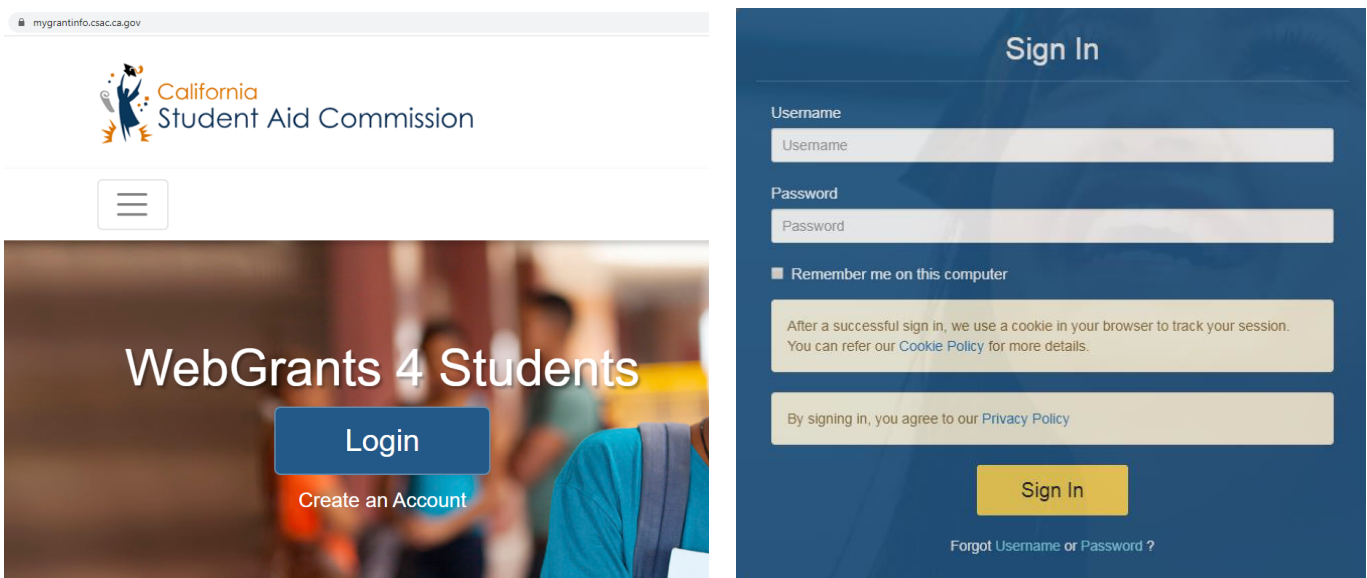 mygrantinfo.csac.ca.gov
California
Student Aid Commission
WebGrants 4 Students
Login
Create an Account
Sign In
Username
Username
Password
Password
Remember me on this computer
After a successful sign in, we use a cookie in your browser to track your session.
You can refer our Cookie Policy for more details.
By signing in, you agree to our Privacy Policy
Sign In
Forgot Username or Password ?